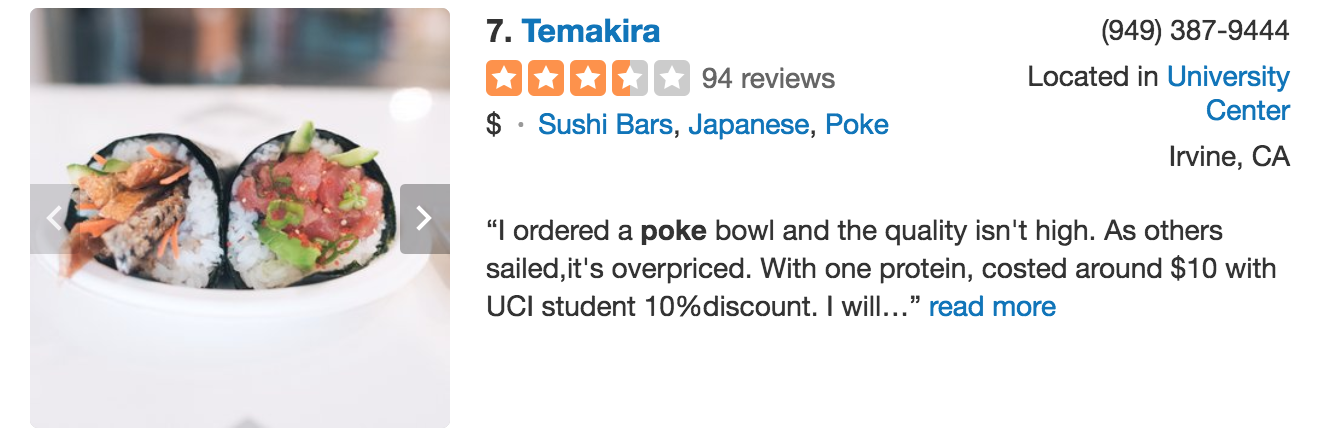 7. Temakira
94 reviews
$ · Sushi Bars, Japanese, Poke
(949) 387-9444
Located in University
Center
Irvine, CA
“I ordered a poke bowl and the quality isn't high. As others
sailed,it's overpriced. With one protein, costed around $10 with
UCI student 10%discount. I will…” read more